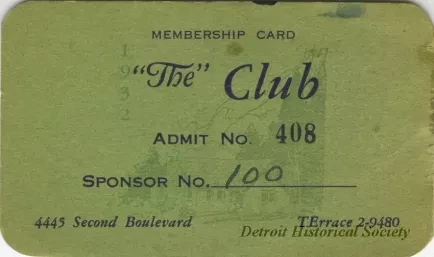 MEMBERSHIP CARD
1932
"The" Club
ADMIT NO. 408
SPONSOR NO. 100
4445 Second Boulevard TErrace 2-9480
Detroit Historical Society